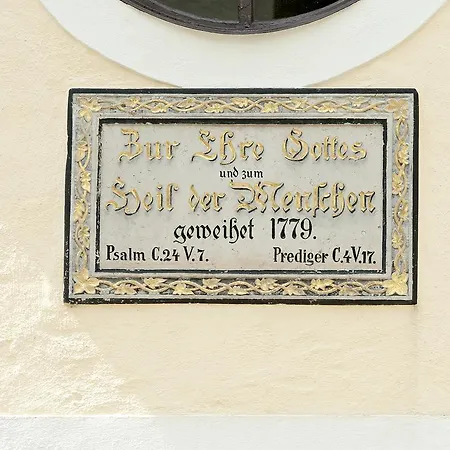 Zur Ehre Gottes
und zum
Heil der Menschen
geweihet 1779.
Psalm C.24 V.7. Prediger C.4.V.17.